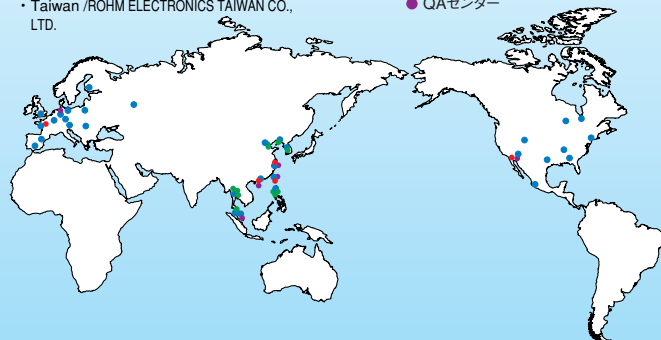 ・Taiwan /ROHM ELECTRONICS TAIWAN CO.,
LTD.
● QAセンター